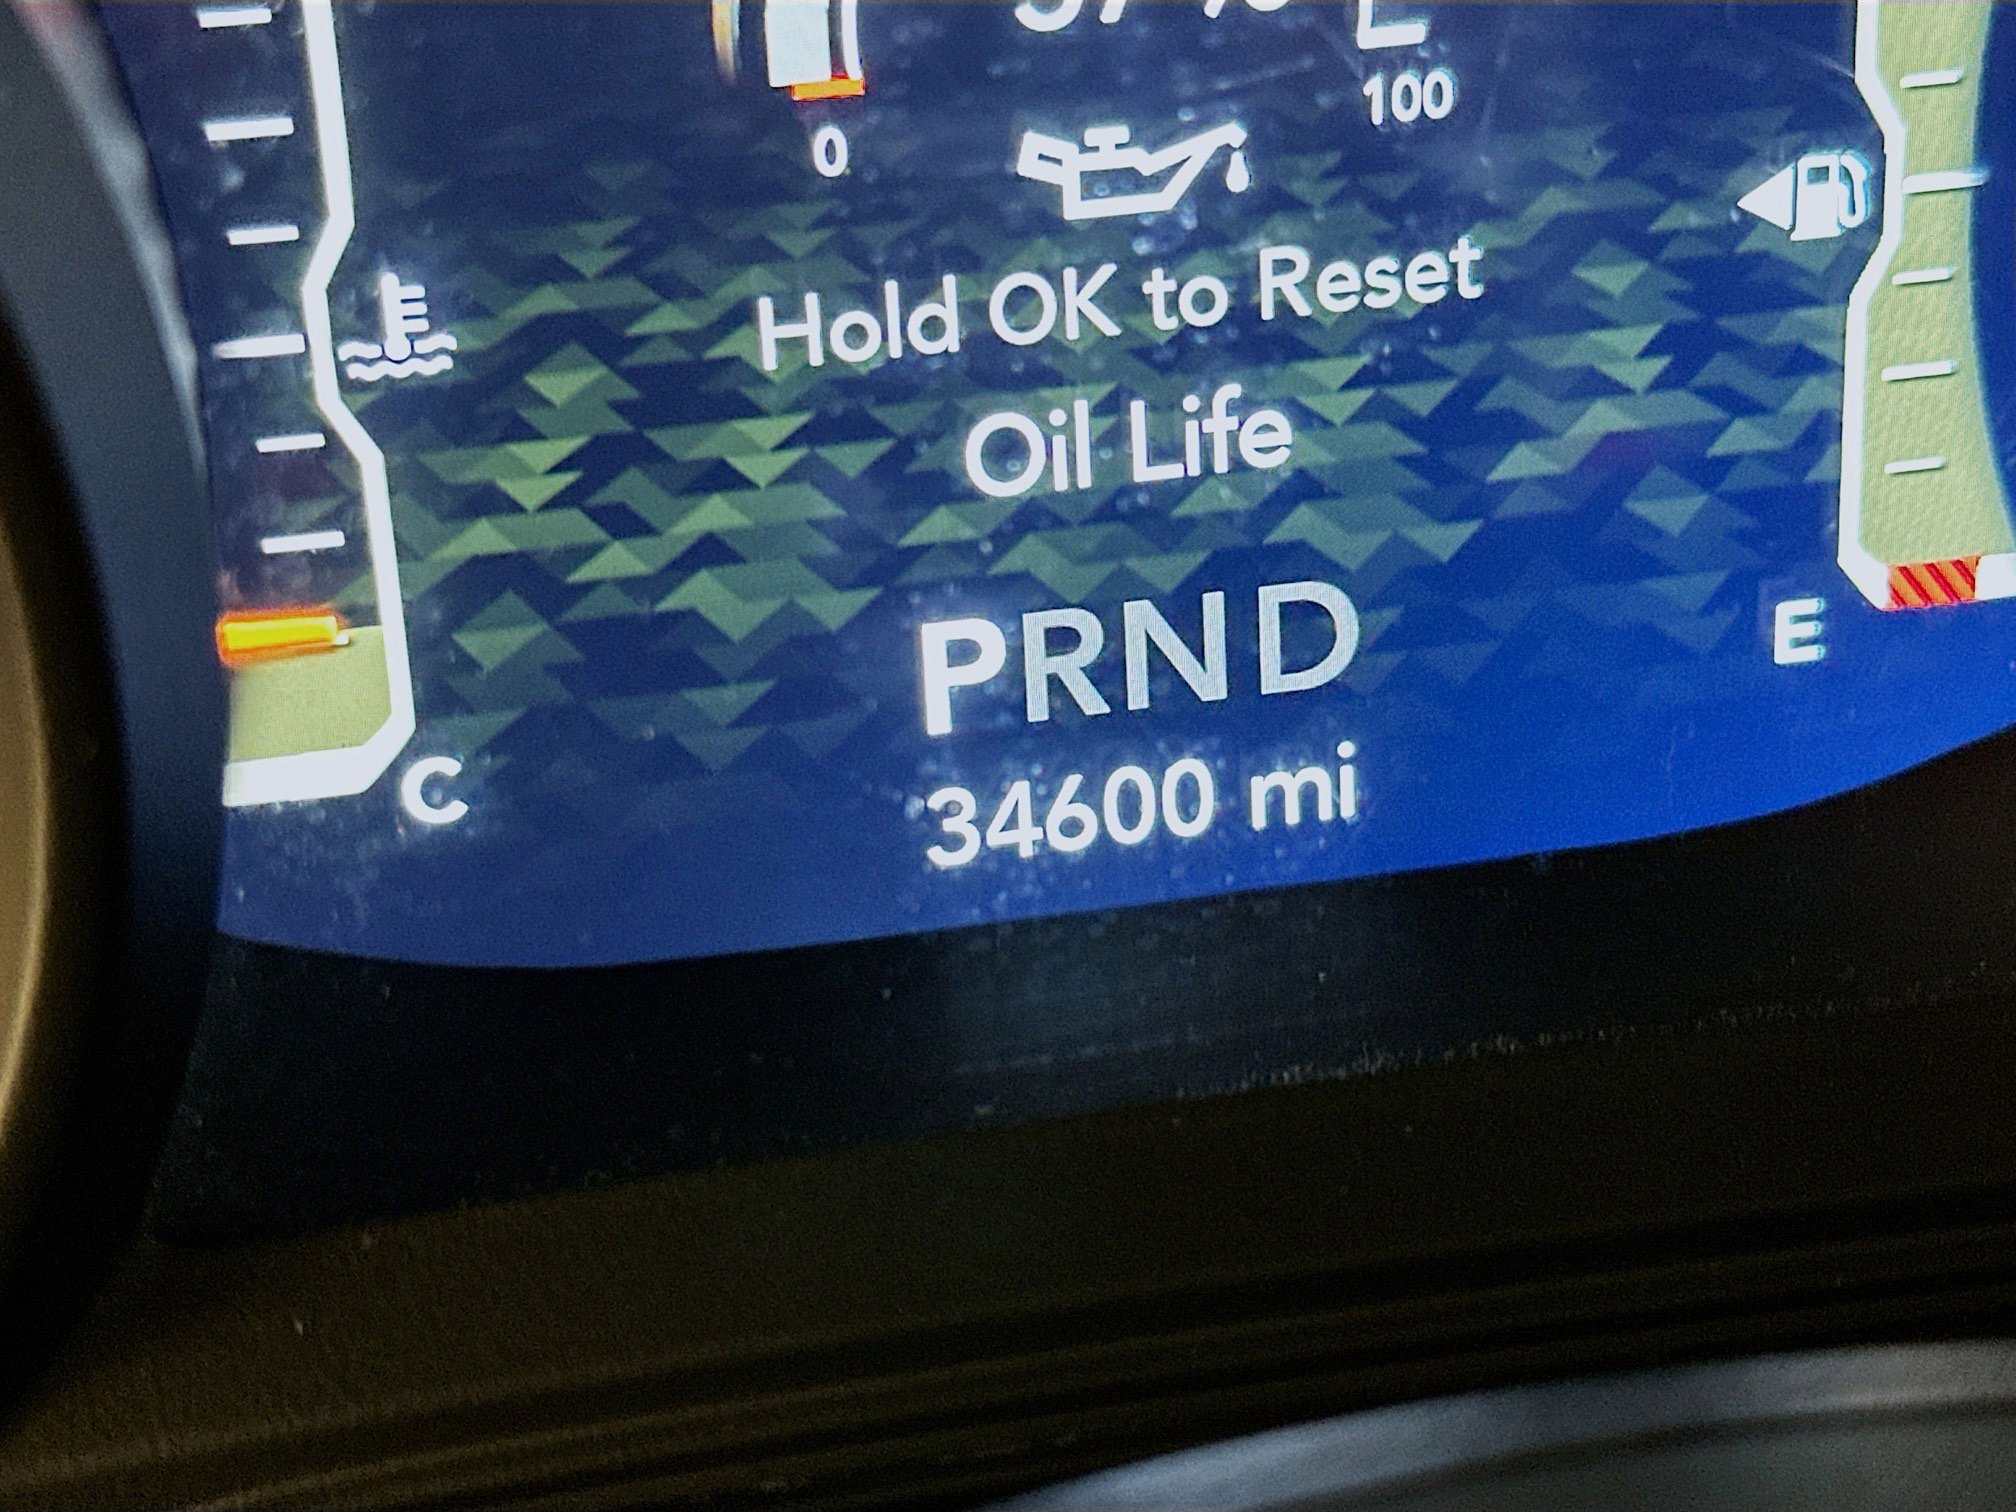 0
100
Hold OK to Reset
Oil Life
PRND
34600 mi
C
E